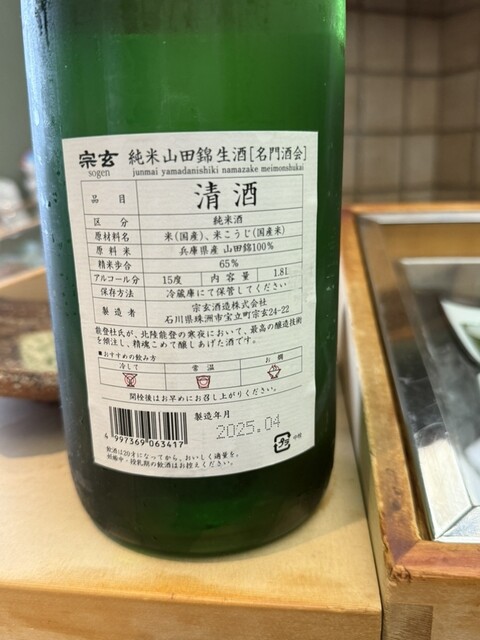 宗玄 純米山田錦 生酒[名門酒会]
sogen junmai yamadanishiki namazake meimonshukai
品目 清酒
区分 純米酒
原材料名 米(国産)、米こうじ(国産米)
原料米 兵庫県産 山田錦100%
精米歩合 65%
アルコール分 15度 内容量 1.8l
保存方法 冷蔵庫にて保管してください
製造者 宗玄酒造株式会社
石川県珠洲市宝立町宗玄24-22
能登杜氏が、北陸能登の寒夜において、最高の醸造技術
を傾注し、精魂こめて醸しあげた酒です。
■おすすめの飲み方
冷して 常温 お燗
開栓後はお早めにお召し上がりください。
製造年月
2025.04
4 997369 063417
飲酒は20才になってから。おいしく適量を。
妊娠中・授乳期の飲酒はお控えください。